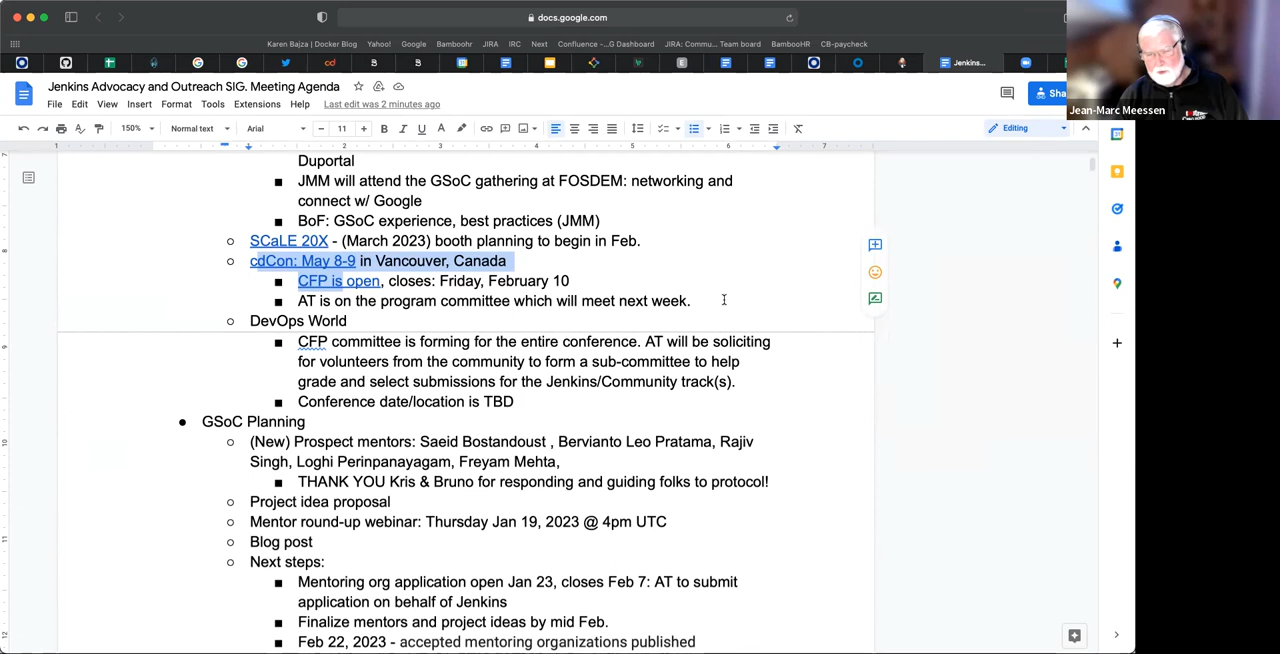 docs.google.com
Karen Bajza | Docker Blog Yahoo! Google Bamboohr JIRA IRC Next Confluence -...G Dashboard JIRA: Commu... Team board BambooHR CB-paycheck
Jenkins...
Jenkins Advocacy and Outreach SIG. Meeting Agenda
Sha
Jean-Marc Meessen
File Edit View Insert Format Tools Extensions Help Last edit was 2 minutes ago
150% Normal text Arial 11 Editing
1 2 3 4 5 6 7
Duportal
■ JMM will attend the GSoC gathering at FOSDEM: networking and
connect w/ Google
■ BoF: GSoC experience, best practices (JMM)
○ SCaLE 20X - (March 2023) booth planning to begin in Feb.
○ cdCon: May 8-9 in Vancouver, Canada
■ CFP is open, closes: Friday, February 10
■ AT is on the program committee which will meet next week.
○ DevOps World
■ CFP committee is forming for the entire conference. AT will be soliciting
for volunteers from the community to form a sub-committee to help
grade and select submissions for the Jenkins/Community track(s).
■ Conference date/location is TBD
● GSoC Planning
○ (New) Prospect mentors: Saeid Bostandoust , Bervianto Leo Pratama, Rajiv
Singh, Loghi Perinpanayagam, Freyam Mehta,
■ THANK YOU Kris & Bruno for responding and guiding folks to protocol!
○ Project idea proposal
○ Mentor round-up webinar: Thursday Jan 19, 2023 @ 4pm UTC
○ Blog post
○ Next steps:
■ Mentoring org application open Jan 23, closes Feb 7: AT to submit
application on behalf of Jenkins
■ Finalize mentors and project ideas by mid Feb.
■ Feb 22, 2023 - accepted mentoring organizations published